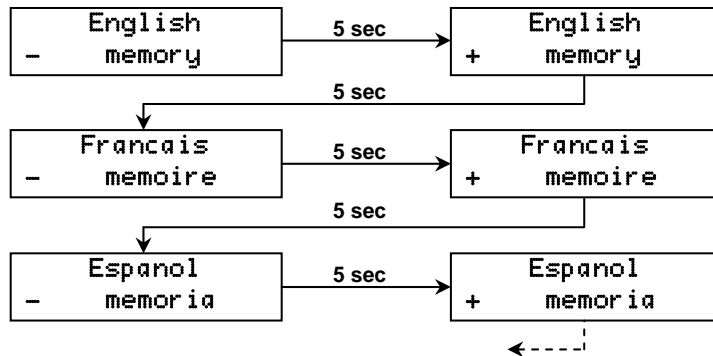 English
− memory
5 sec
English
+ memory
5 sec
Francais
− memoire
5 sec
Francais
+ memoire
5 sec
Espanol
− memoria
5 sec
Espanol
+ memoria